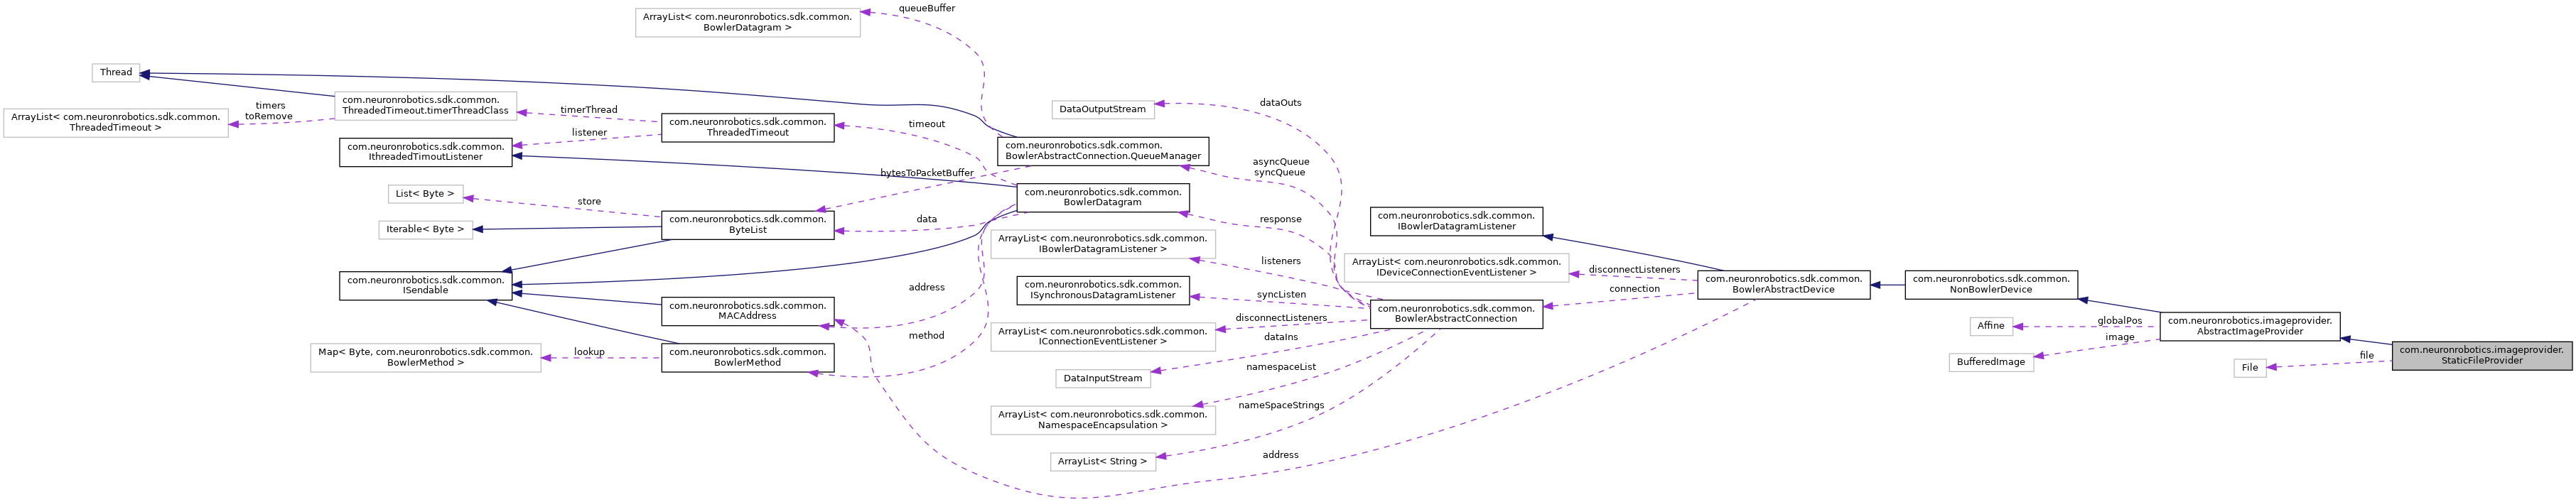 queueBuffer
ArrayList< com.neuronrobotics.sdk.common.
BowlerDatagram >
Thread
com.neuronrobotics.sdk.common.
ThreadedTimeout.timerThreadClass
timers
toRemove
ArrayList< com.neuronrobotics.sdk.common.
ThreadedTimeout >
timerThread
listener
com.neuronrobotics.sdk.common.
ThreadedTimeout
timeout
com.neuronrobotics.sdk.common.
IthreadedTimoutListener
DataOutputStream
dataOuts
com.neuronrobotics.sdk.common.
BowlerAbstractConnection.QueueManager
asyncQueue
syncQueue
bytesToPacketBuffer
List< Byte >
store
com.neuronrobotics.sdk.common.
BowlerDatagram
Iterable< Byte >
com.neuronrobotics.sdk.common.
ByteList
data
response
com.neuronrobotics.sdk.common.
IBowlerDatagramListener
ArrayList< com.neuronrobotics.sdk.common.
IBowlerDatagramListener >
listeners
ArrayList< com.neuronrobotics.sdk.common.
IDeviceConnectionEventListener >
disconnectListeners
connection
com.neuronrobotics.sdk.common.
ISendable
address
com.neuronrobotics.sdk.common.
ISynchronousDatagramListener
syncListen
com.neuronrobotics.sdk.common.
BowlerAbstractDevice
com.neuronrobotics.sdk.common.
NonBowlerDevice
com.neuronrobotics.sdk.common.
MACAddress
com.neuronrobotics.sdk.common.
BowlerAbstractConnection
disconnectListeners
ArrayList< com.neuronrobotics.sdk.common.
IConnectionEventListener >
dataIns
method
Affine
globalPos
image
com.neuronrobotics.imageprovider.
AbstractImageProvider
Map< Byte, com.neuronrobotics.sdk.common.
BowlerMethod >
lookup
com.neuronrobotics.sdk.common.
BowlerMethod
DataInputStream
namespaceList
BufferedImage
File
file
com.neuronrobotics.imageprovider.
StaticFileProvider
ArrayList< com.neuronrobotics.sdk.common.
NamespaceEncapsulation >
nameSpaceStrings
ArrayList< String >
address